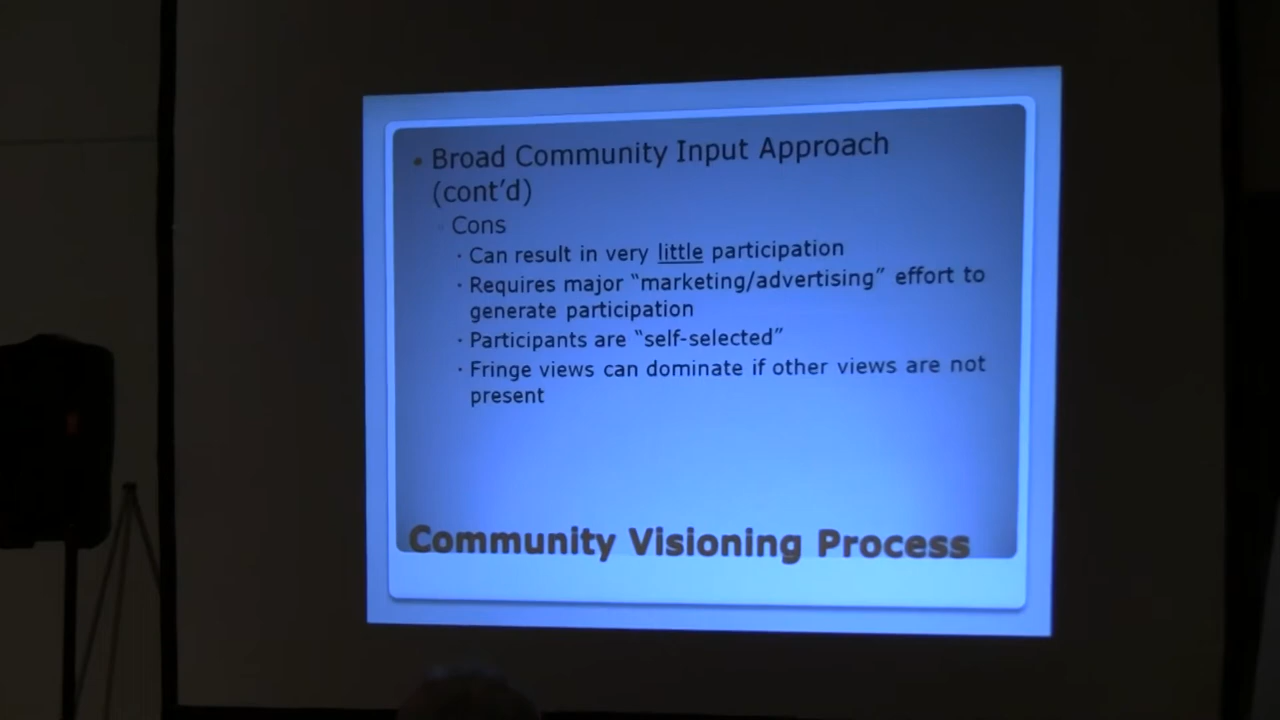 • Broad Community Input Approach
(cont’d)
Cons
· Can result in very little participation
· Requires major “marketing/advertising” effort to
generate participation
· Participants are “self-selected”
· Fringe views can dominate if other views are not
present
Community Visioning Process